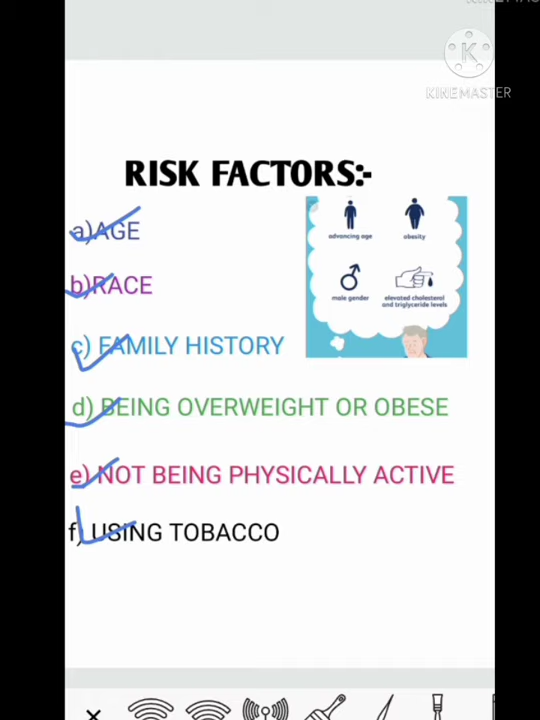 KINEMASTER
RISK FACTORS:-
a)AGE
b)RACE
c) FAMILY HISTORY
d) BEING OVERWEIGHT OR OBESE
e) NOT BEING PHYSICALLY ACTIVE
f) USING TOBACCO
advancing age
obesity
male gender
elevated cholesterol
and triglyceride levels